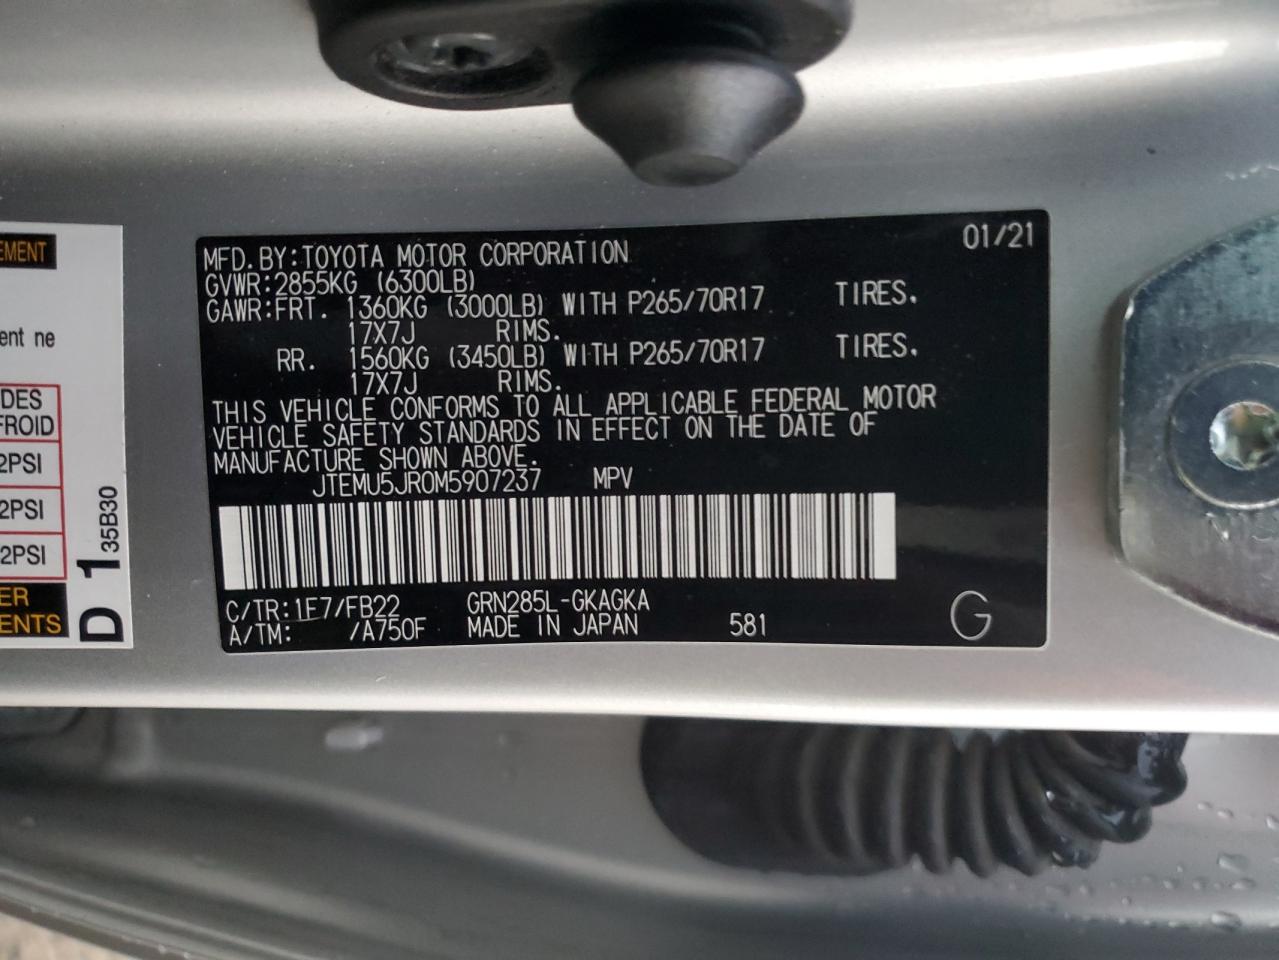 MFD.BY:TOYOTA MOTOR CORPORATION 01/21
GVWR:2855KG (6300LB)
GAWR:FRT. 1360KG (3000LB) WITH P265/70R17 TIRES.
17X7J RIMS.
RR. 1560KG (3450LB) WITH P265/70R17 TIRES.
17X7J RIMS.
THIS VEHICLE CONFORMS TO ALL APPLICABLE FEDERAL MOTOR
VEHICLE SAFETY STANDARDS IN EFFECT ON THE DATE OF
MANUFACTURE SHOWN ABOVE.
JTEMU5JR0M5907237 MPV
C/TR:1F7/FB22 GRN285L-GKAGKA
A/TM: /A750F MADE IN JAPAN 581 G
EMENT
ent ne
DES
FROID
2PSI
2PSI
2PSI
ER
ENTS
D1 35B30